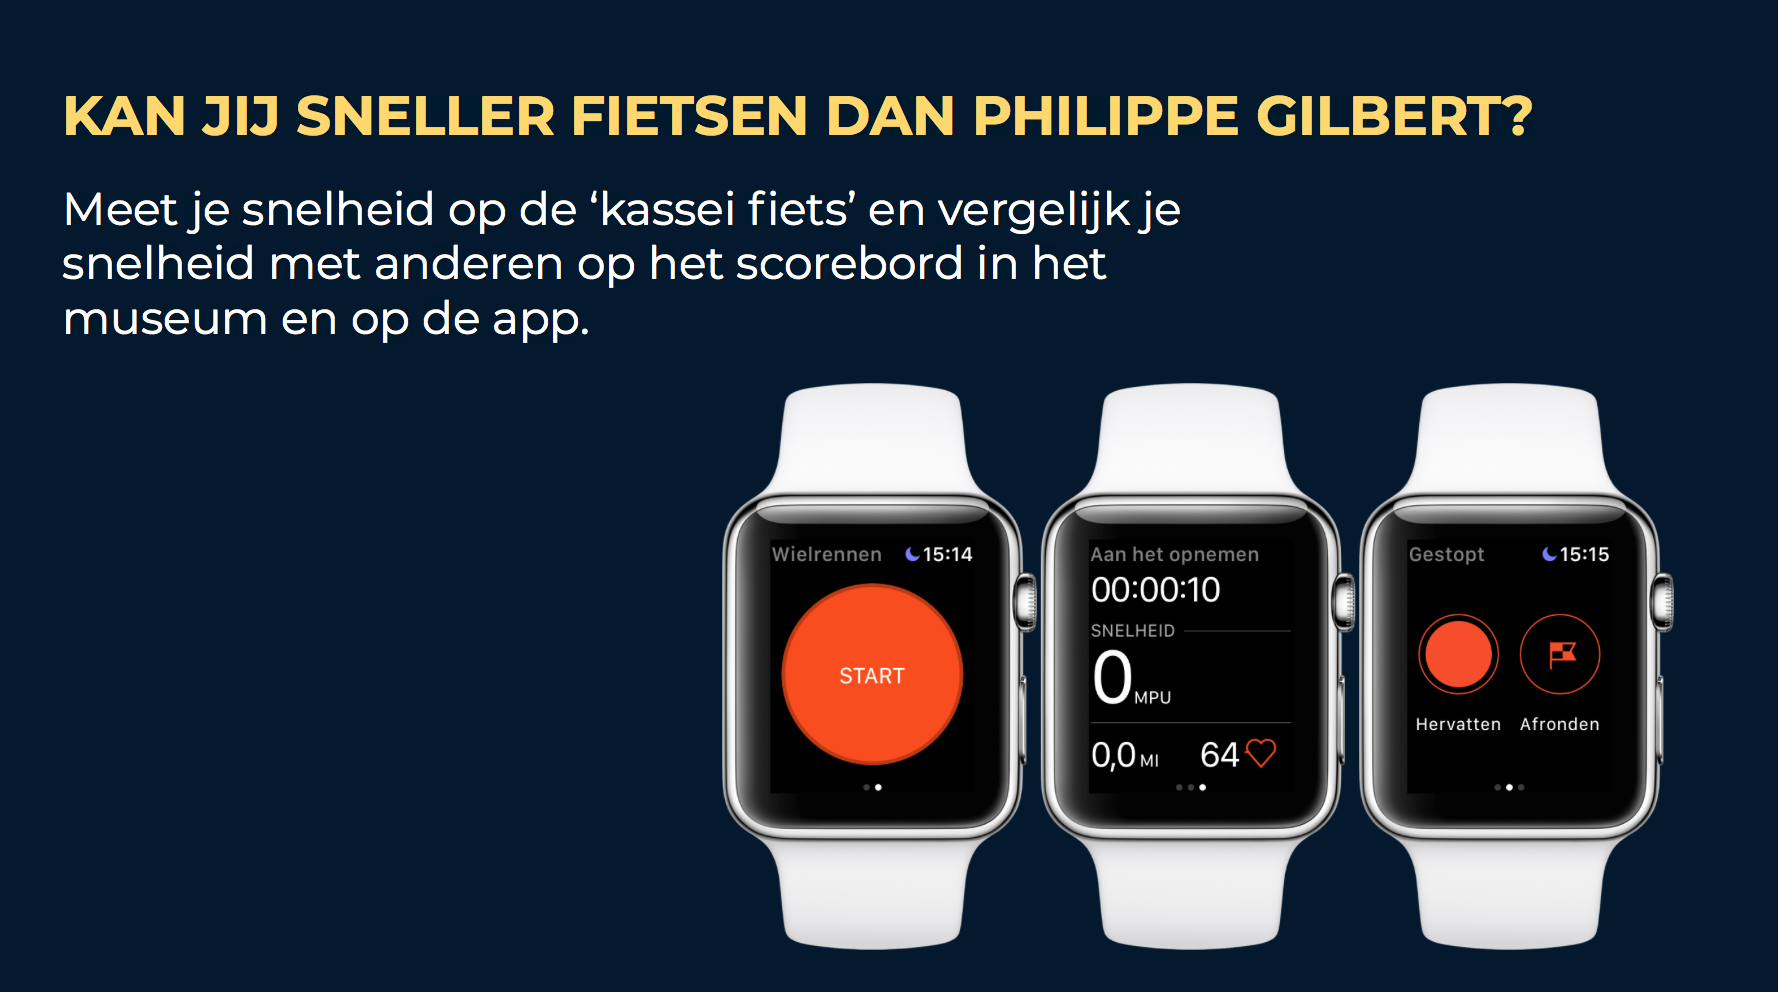 KAN JIJ SNELLER FIETSEN DAN PHILIPPE GILBERT?
Meet je snelheid op de ‘kassei fiets’ en vergelijk je
snelheid met anderen op het scorebord in het
museum en op de app.
Wielrennen 15:14
START
Aan het opnemen
00:00:10
SNELHEID
0 MPU
0,0 MI 64
Gestopt 15:15
Hervatten Afronden